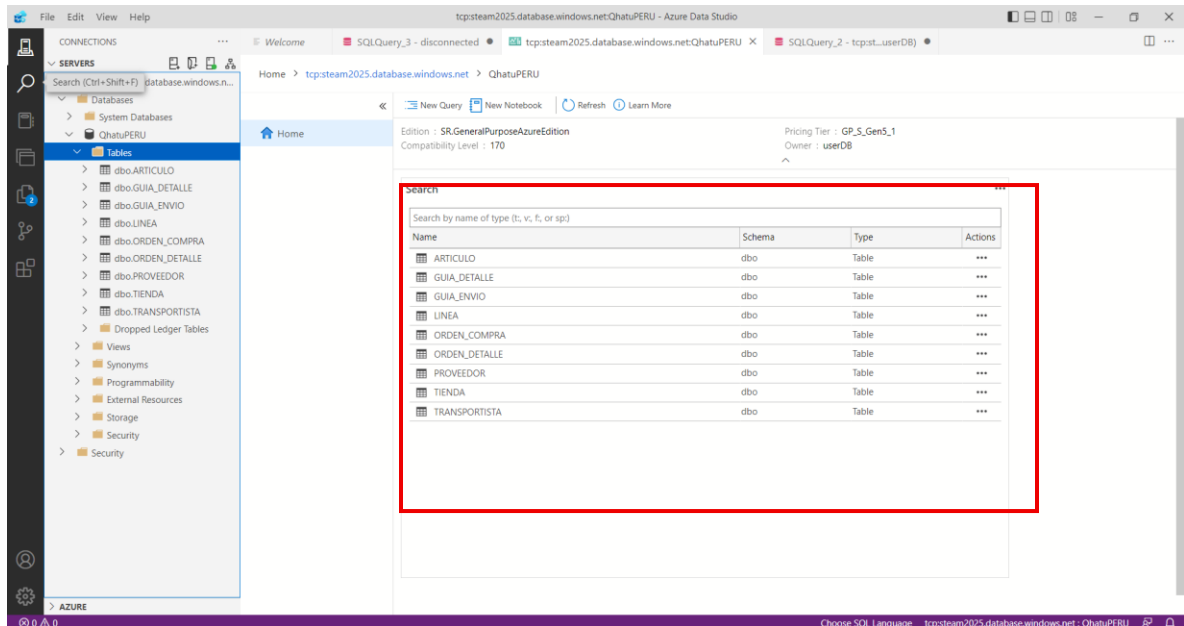 File Edit View Help
tcp:steam2025.database.windows.net:QhatuPERU - Azure Data Studio
CONNECTIONS
Welcome
SQLQuery_3 - disconnected
tcp:steam2025.database.windows.net:QhatuPERU
SQLQuery_2 - tcp:st...userDB)
SERVERS
Search (Ctrl+Shift+F)
database.windows.n...
Databases
System Databases
QhatuPERU
Tables
dbo.ARTICULO
dbo.GUIA_DETALLE
dbo.GUIA_ENVIO
dbo.LINEA
dbo.ORDEN_COMPRA
dbo.ORDEN_DETALLE
dbo.PROVEEDOR
dbo.TIENDA
dbo.TRANSPORTISTA
Dropped Ledger Tables
Views
Synonyms
Programmability
External Resources
Storage
Security
Security
AZURE
2
Home > tcp:steam2025.database.windows.net > QhatuPERU
Home
New Query New Notebook Refresh Learn More
Edition : SR.GeneralPurposeAzureEdition
Compatibility Level : 170
Pricing Tier : GP_S_Gen5_1
Owner : userDB
Search
Search by name of type (t:, v:, f:, or sp:)
Name Schema Type Actions
ARTICULO dbo Table
GUIA_DETALLE dbo Table
GUIA_ENVIO dbo Table
LINEA dbo Table
ORDEN_COMPRA dbo Table
ORDEN_DETALLE dbo Table
PROVEEDOR dbo Table
TIENDA dbo Table
TRANSPORTISTA dbo Table
0 0
Choose SQL Language tcp:steam2025.database.windows.net : QhatuPERU